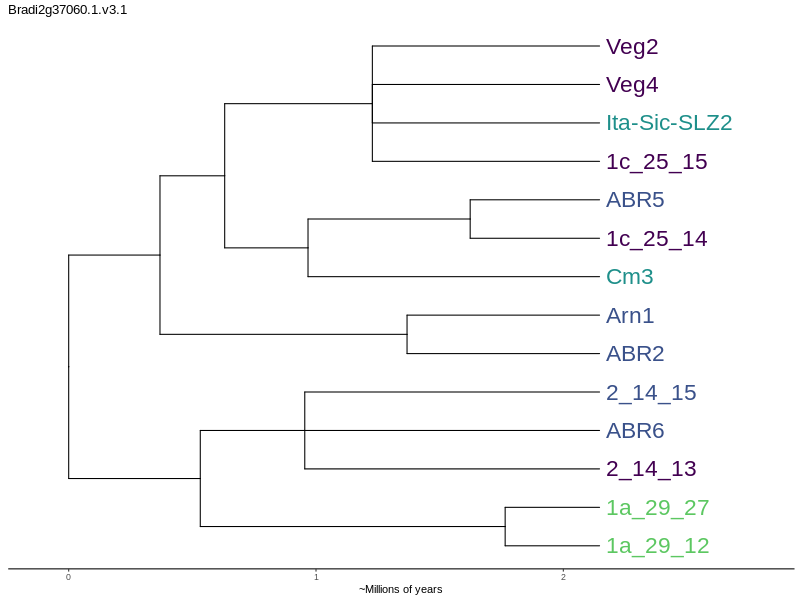 Bradi2g37060.1.v3.1
Veg2
Veg4
Ita-Sic-SLZ2
1c_25_15
ABR5
1c_25_14
Cm3
Arn1
ABR2
2_14_15
ABR6
2_14_13
1a_29_27
1a_29_12
0 1 2
~Millions of years